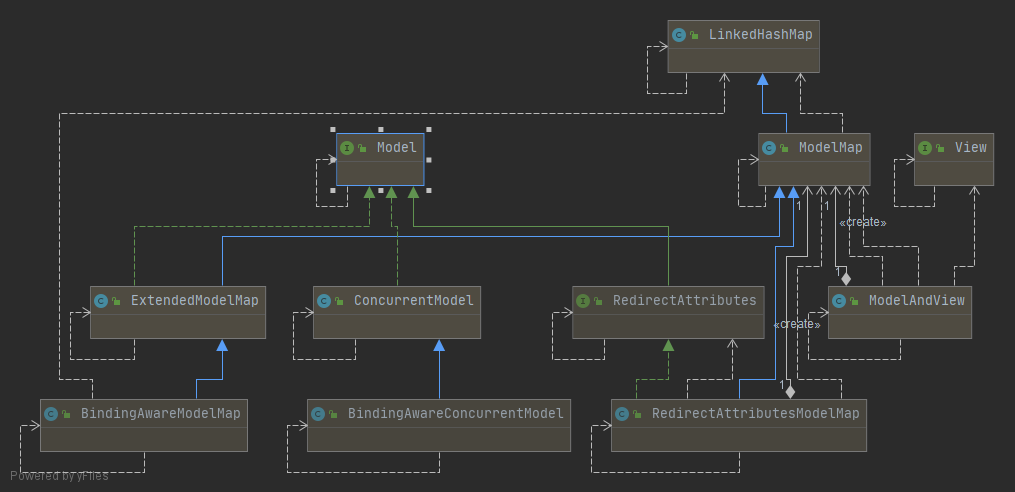 C LinkedHashMap
I Model
C ModelMap
I View
1
1
«create»
1
C ExtendedModelMap
C ConcurrentModel
I RedirectAttributes
C ModelAndView
«create»
1
C BindingAwareModelMap
C BindingAwareConcurrentModel
C RedirectAttributesModelMap
Powered by yFiles